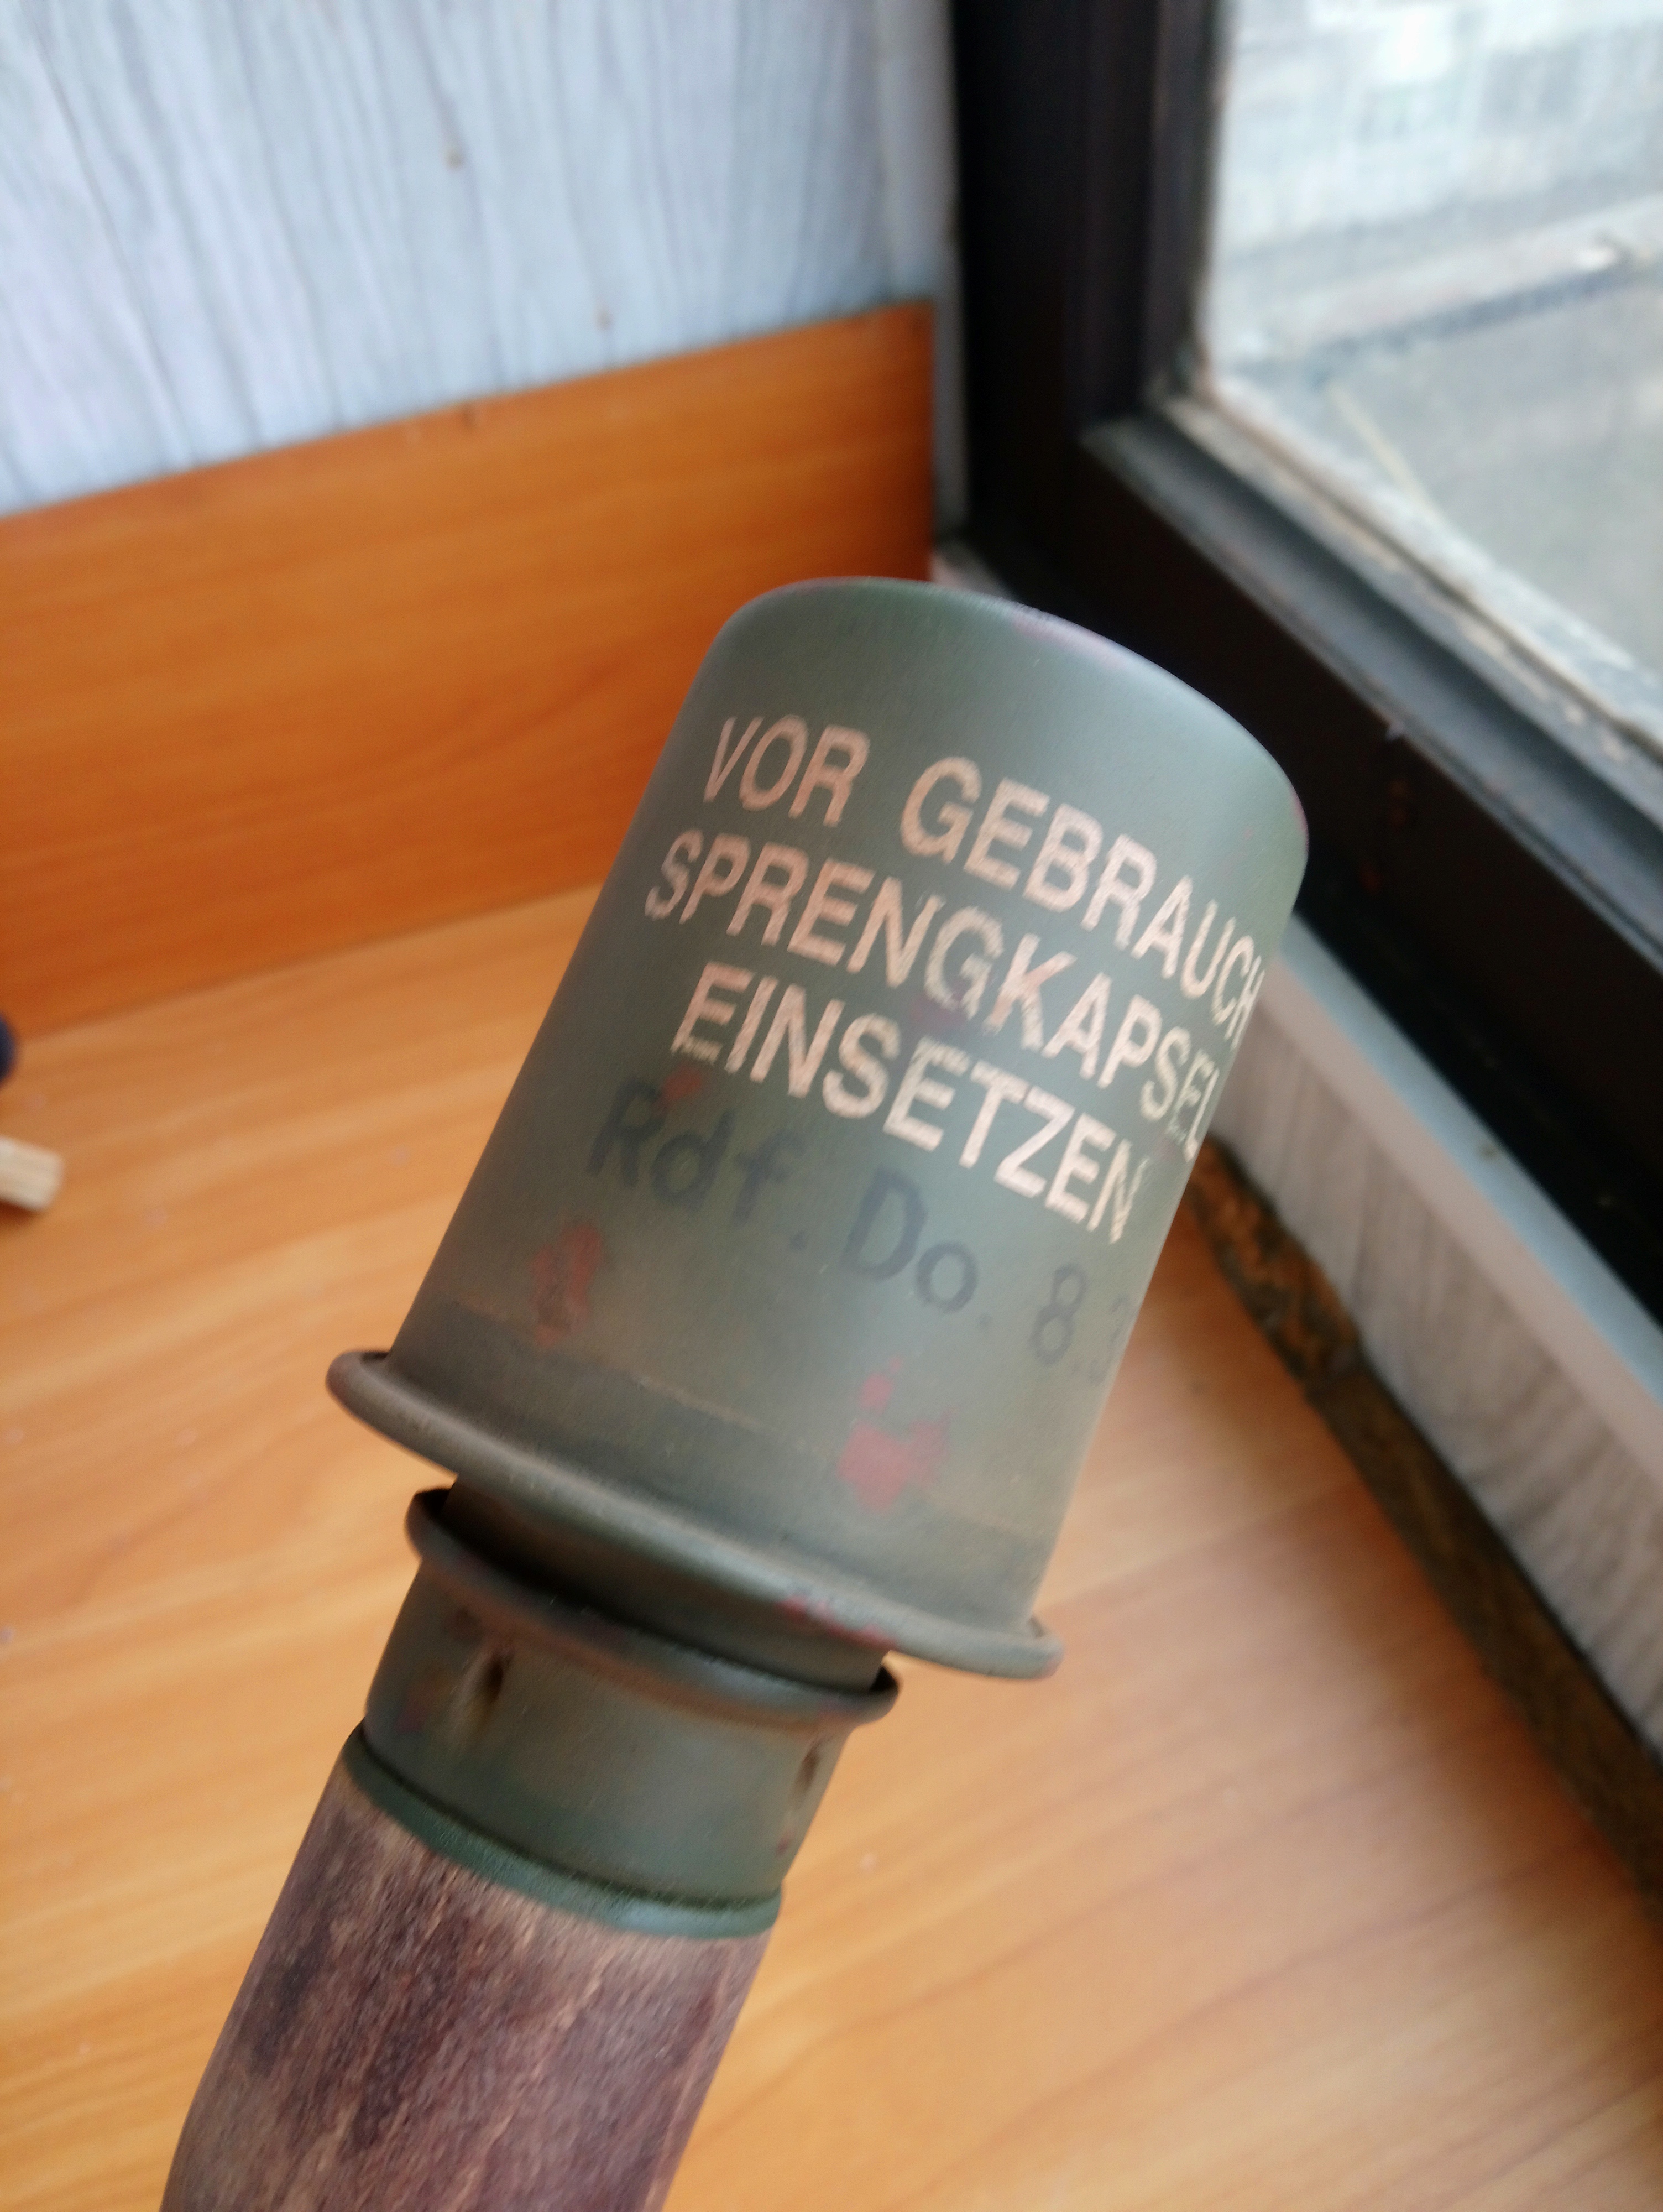 VOR GEBRAUCH
SPRENGKAPSEL
EINSETZEN
Rdf. Do. 8.3